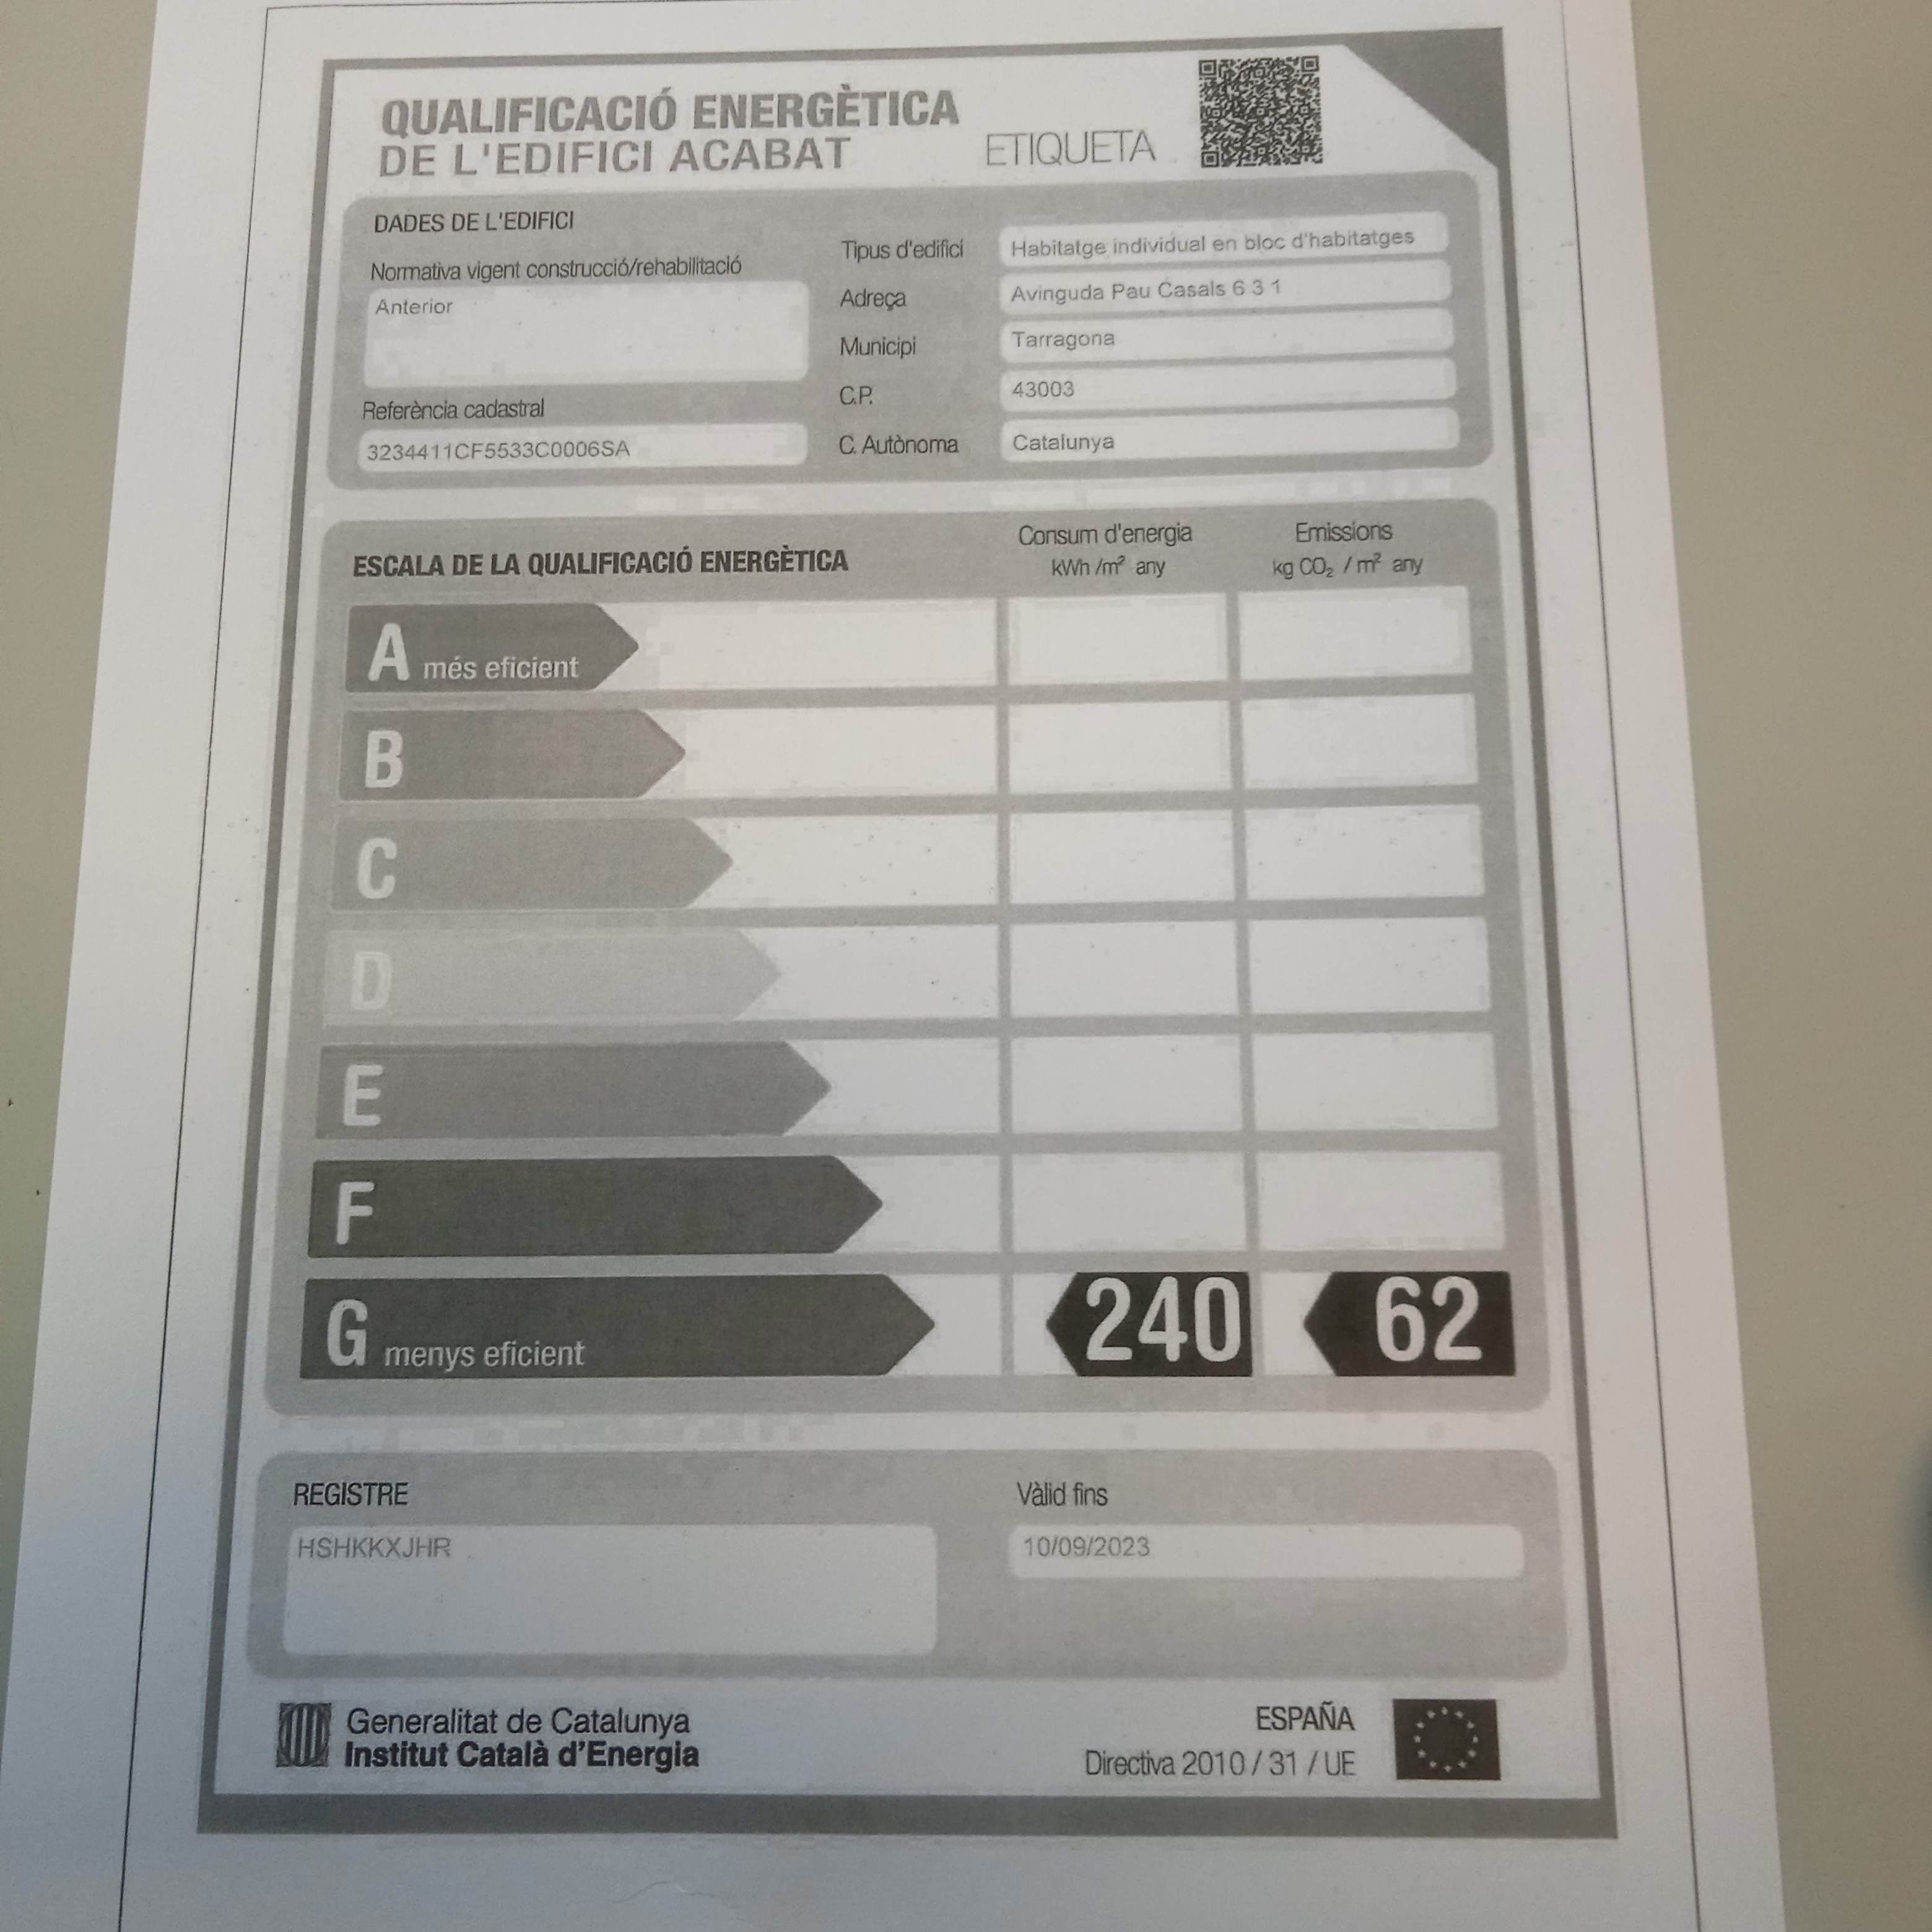 QUALIFICACIÓ ENERGÈTICA
DE L'EDIFICI ACABAT
ETIQUETA
DADES DE L'EDIFICI
Normativa vigent construcció/rehabilitació
Anterior
Referència cadastral
3234411CF5533C0006SA
Tipus d'edifici
Habitatge individual en bloc d'habitatges
Adreça
Avinguda Pau Casals 6 3 1
Municipi
Tarragona
C.P.
43003
C. Autònoma
Catalunya
ESCALA DE LA QUALIFICACIÓ ENERGÈTICA
Consum d'energia
kWh /m² any
Emissions
kg CO₂ / m² any
A més eficient
B
C
D
E
F
G menys eficient
240
62
REGISTRE
HSHKKXJHR
Vàlid fins
10/09/2023
Generalitat de Catalunya
Institut Català d'Energia
ESPAÑA
Directiva 2010 / 31 / UE